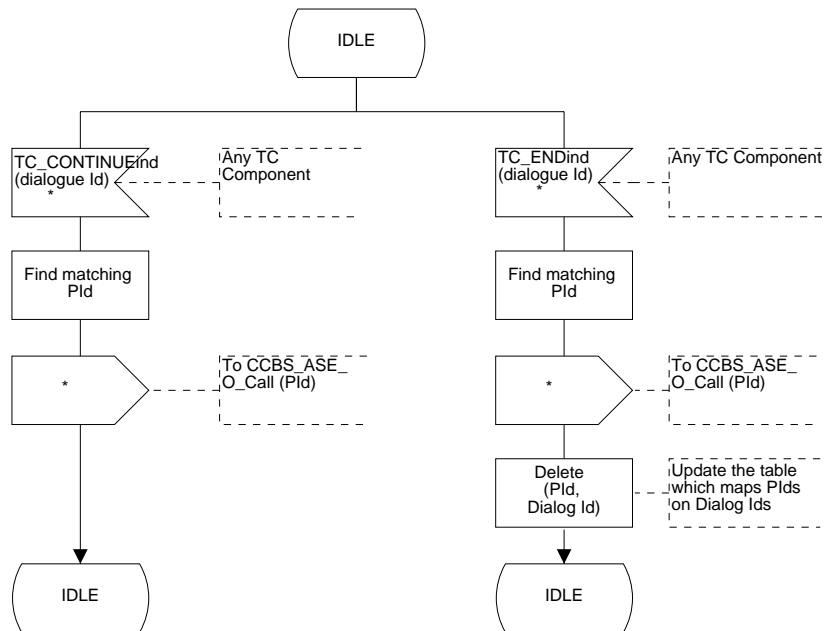 IDLE
TC_CONTINUEind
(dialogue Id)
*
Any TC
Component
TC_ENDind
(dialogue Id)
*
Any TC Component
Find matching
PId
Find matching
PId
*
To CCBS_ASE_
O_Call (PId)
*
To CCBS_ASE_
O_Call (PId)
Delete
(PId,
Dialog Id)
Update the table
which maps PIds
on Dialog Ids
IDLE
IDLE